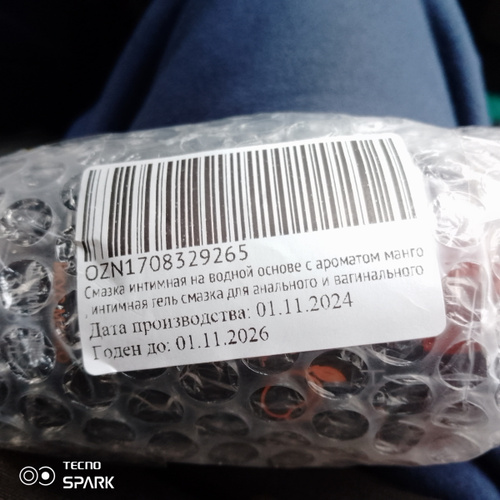 OZN1708329265
Смазка интимная на водной основе с ароматом манго
, интимная гель смазка для анального и вагинального
Дата производства: 01.11.2024
Годен до: 01.11.2026
TECNO
SPARK